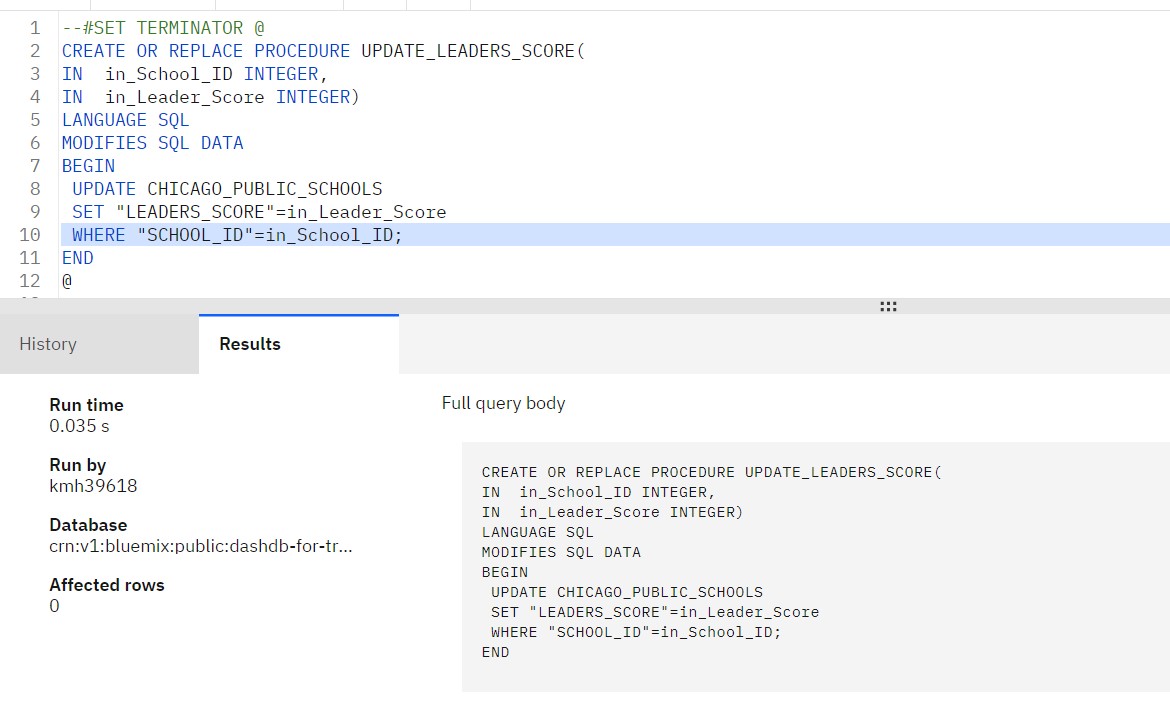 1 --#SET TERMINATOR @
2 CREATE OR REPLACE PROCEDURE UPDATE_LEADERS_SCORE(
3 IN  in_School_ID INTEGER,
4 IN  in_Leader_Score INTEGER)
5 LANGUAGE SQL
6 MODIFIES SQL DATA
7 BEGIN
8  UPDATE CHICAGO_PUBLIC_SCHOOLS
9  SET "LEADERS_SCORE"=in_Leader_Score
10  WHERE "SCHOOL_ID"=in_School_ID;
11 END
12 @
History
Results
Run time
0.035 s
Run by
kmh39618
Database
crn:v1:bluemix:public:dashdb-for-tr...
Affected rows
0
Full query body
CREATE OR REPLACE PROCEDURE UPDATE_LEADERS_SCORE(
IN  in_School_ID INTEGER,
IN  in_Leader_Score INTEGER)
LANGUAGE SQL
MODIFIES SQL DATA
BEGIN
 UPDATE CHICAGO_PUBLIC_SCHOOLS
 SET "LEADERS_SCORE"=in_Leader_Score
 WHERE "SCHOOL_ID"=in_School_ID;
END